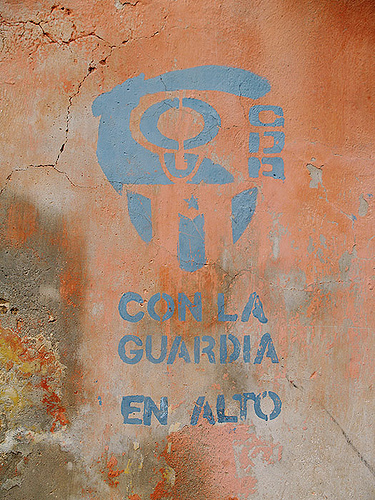 CDR
CON LA
GUARDIA
EN ALTO